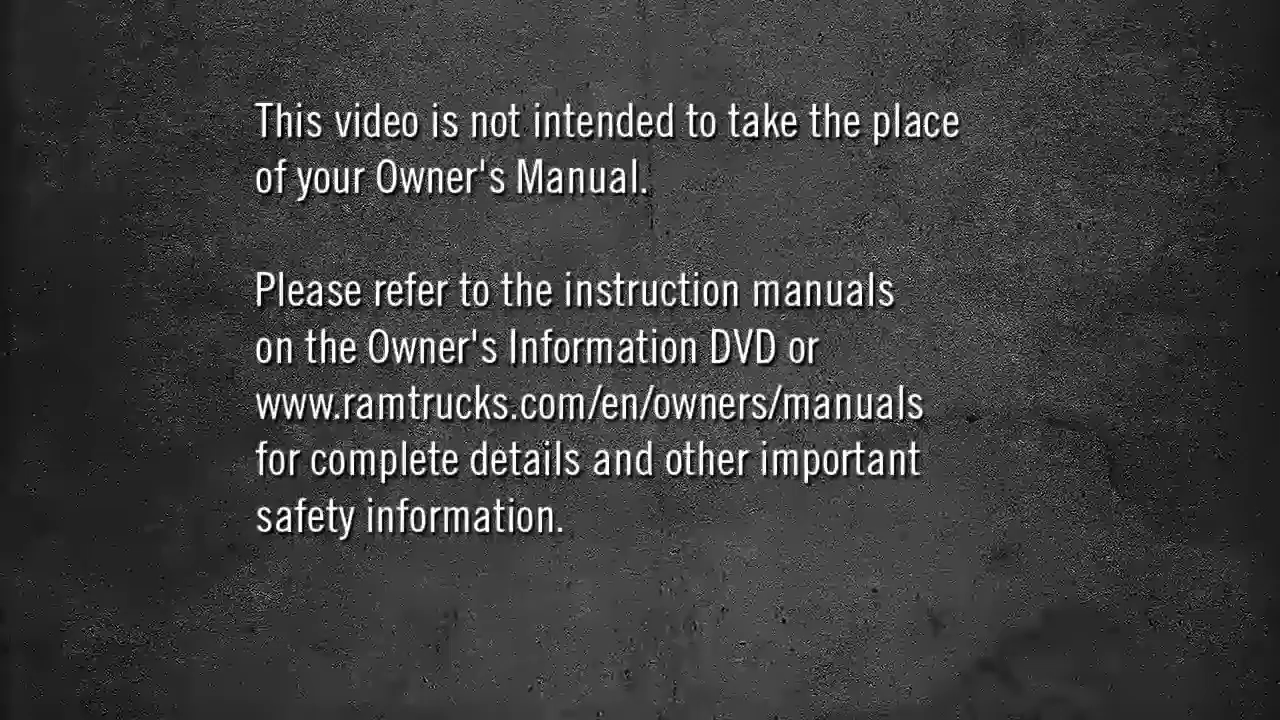 This video is not intended to take the place
of your Owner's Manual.
Please refer to the instruction manuals
on the Owner's Information DVD or
www.ramtrucks.com/en/owners/manuals
for complete details and other important
safety information.